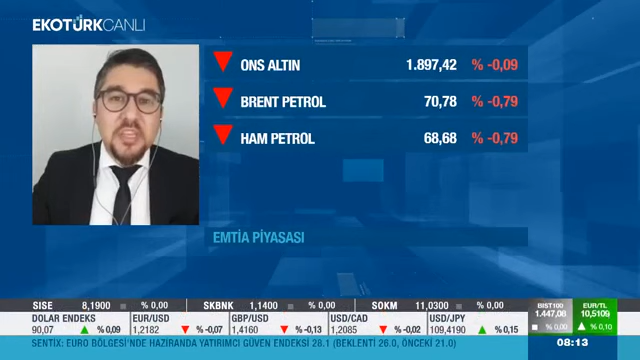 EKOTÜRK CANLI
ONS ALTIN 1.897,42 % -0,09
BRENT PETROL 70,78 % -0,79
HAM PETROL 68,68 % -0,79
EMTİA PİYASASI
SISE 8,1900 % 0,00 SKBNK 1,1400 % 0,00 SOKM 11,0300 % 0,00
BIST100 1.447,08 % 0,00
EUR/TL 10,5109 % 0,10
DOLAR ENDEKS EUR/USD GBP/USD USD/CAD USD/JPY
90,07 % 0,09 1,2182 % -0,07 1,4160 % -0,13 1,2085 % -0,02 109,4190 % 0,15
SENTİX: EURO BÖLGESİ'NDE HAZİRANDA YATIRIMCI GÜVEN ENDEKSİ 28.1 (BEKLENTİ 26.0, ÖNCEKİ 21.0)
08:13